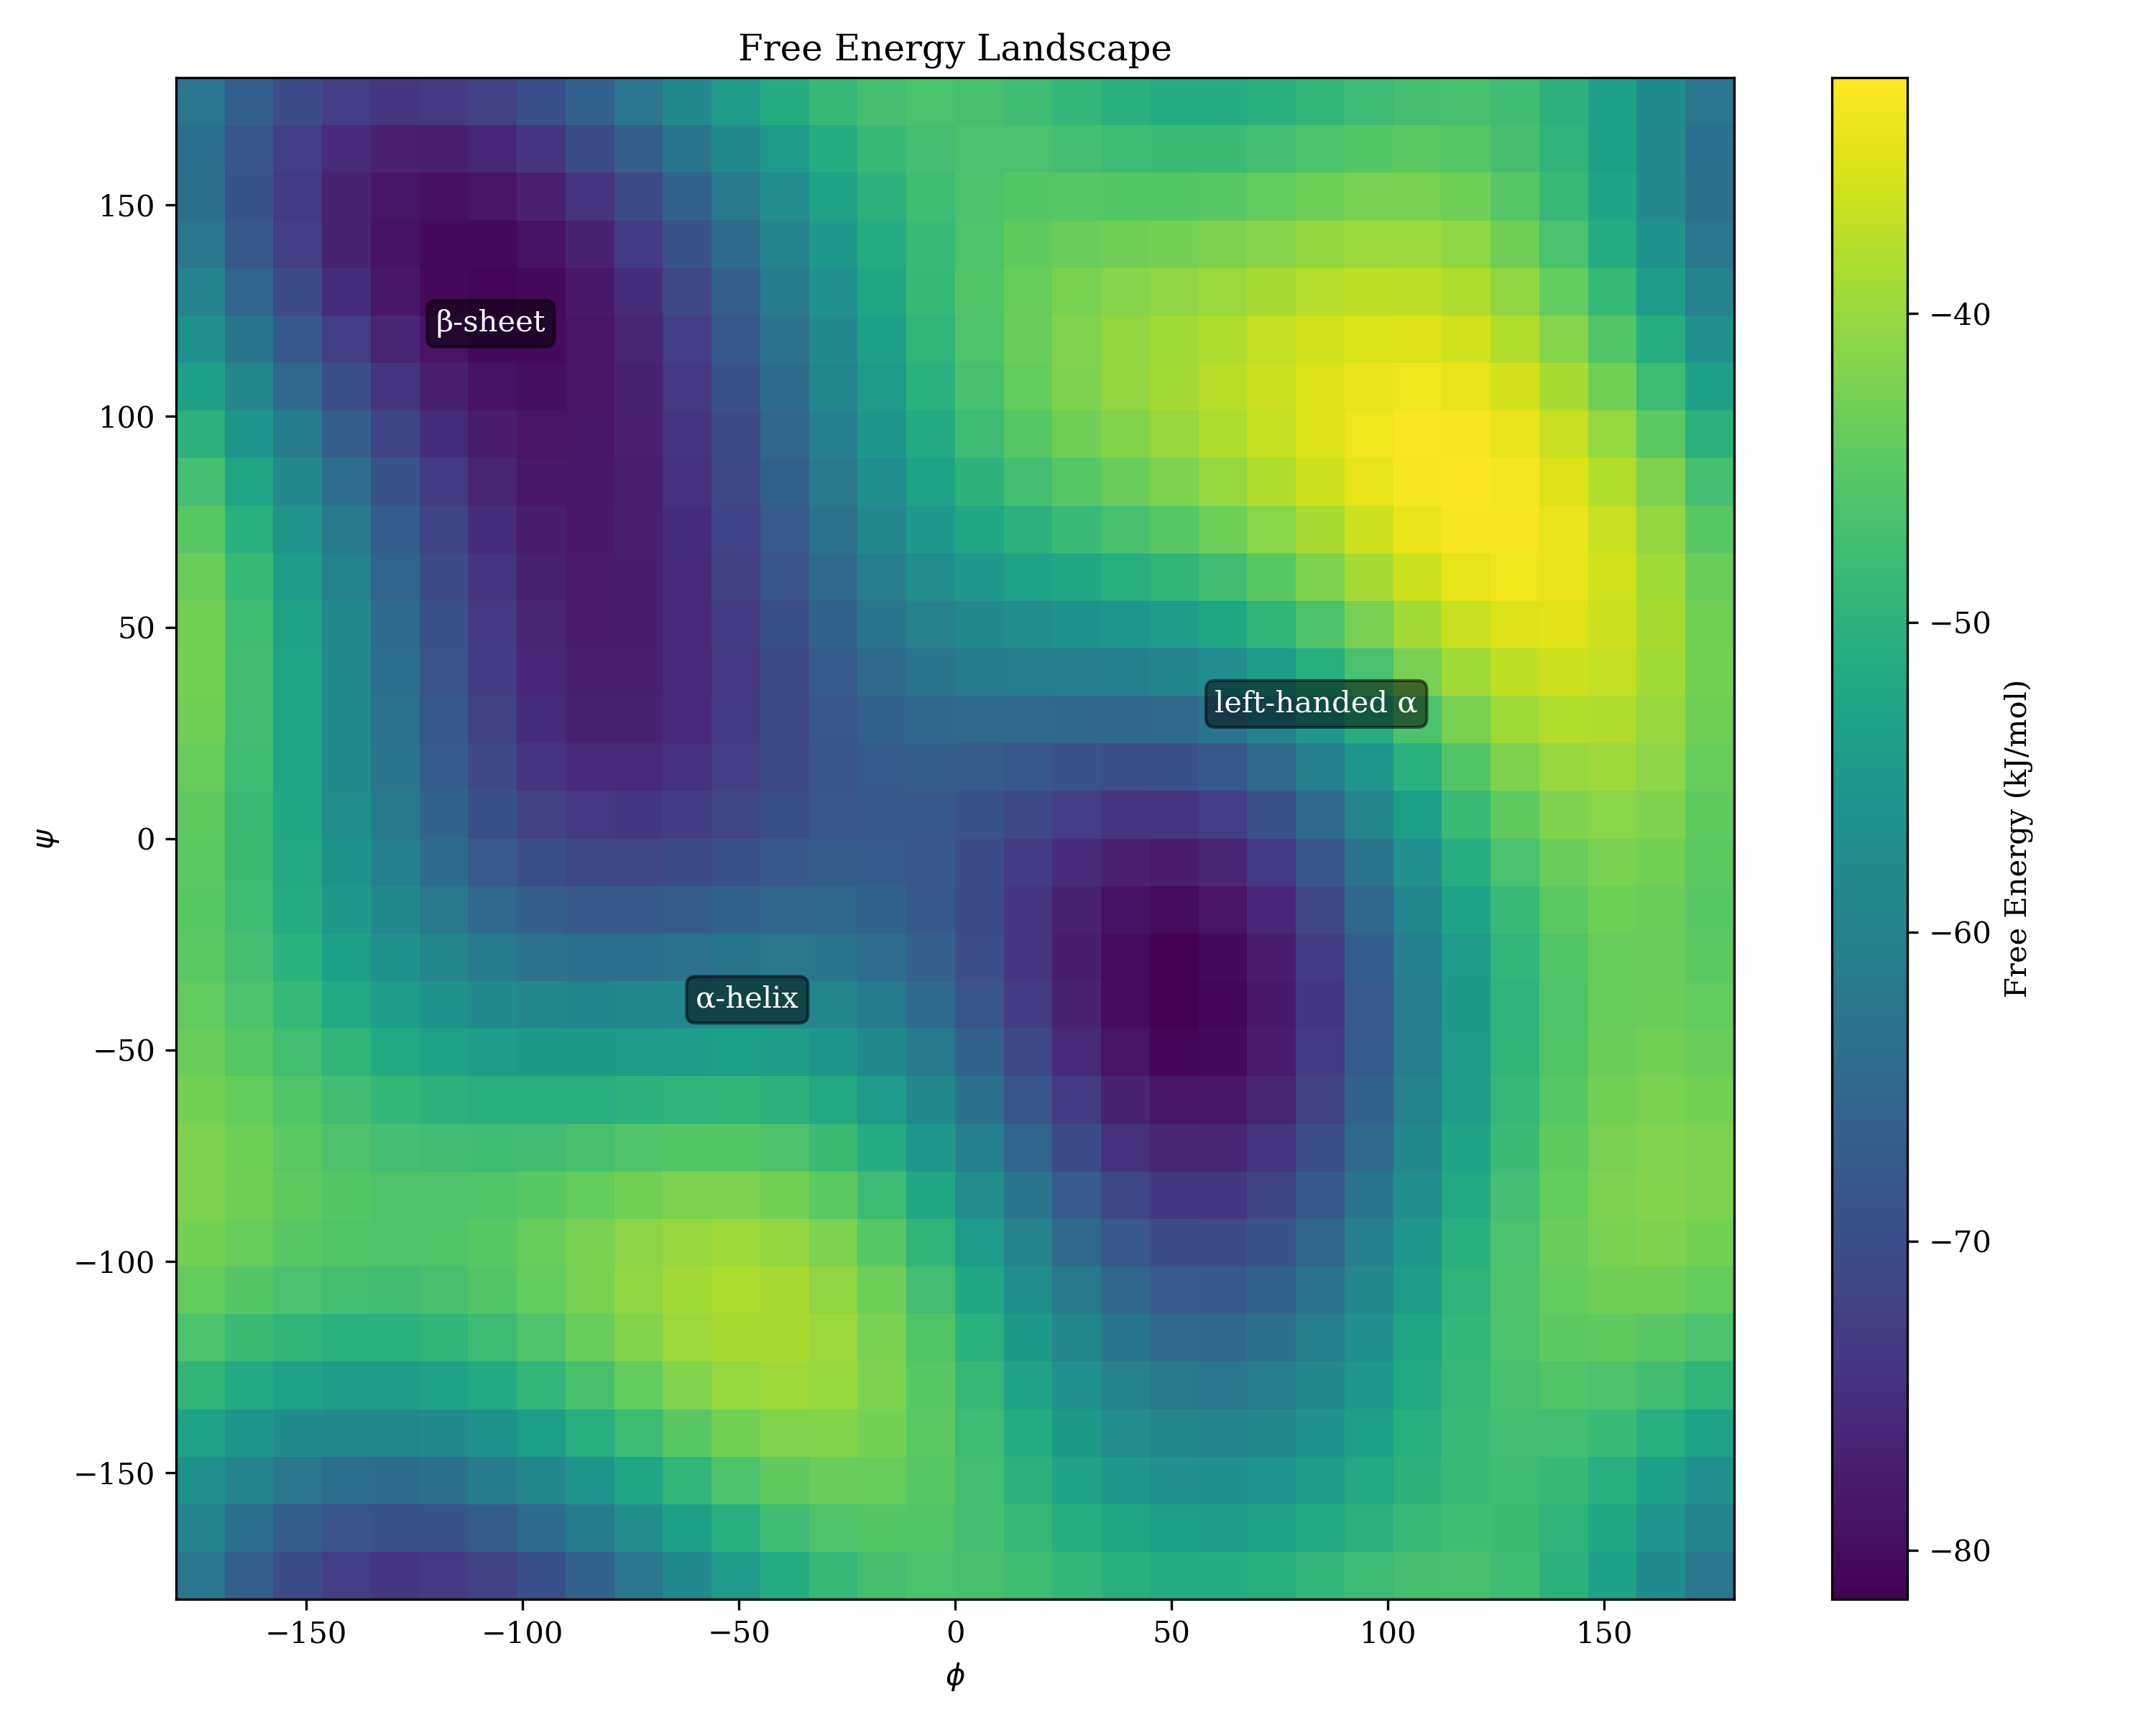 Free Energy Landscape
150
100
50
0
−50
−100
−150
ψ
β-sheet
left-handed α
α-helix
−150
−100
−50
0
50
100
150
ϕ
−40
−50
−60
−70
−80
Free Energy (kJ/mol)